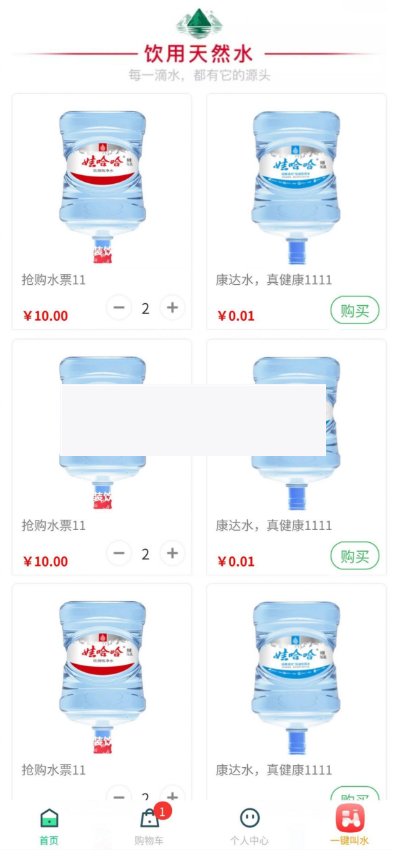 饮用天然水
每一滴水，都有它的源头
娃哈哈
娃哈哈
抢购水票11
康达水，真健康1111
￥10.00
2
￥0.01
购买
抢购水票11
康达水，真健康1111
￥10.00
2
￥0.01
购买
娃哈哈
娃哈哈
抢购水票11
康达水，真健康1111
2
购买
1
首页
购物车
个人中心
一键叫水